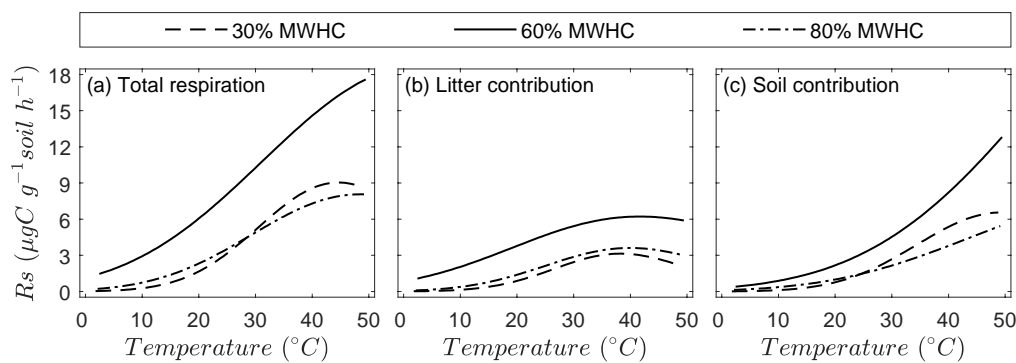 30% MWHC 60% MWHC 80% MWHC
(a) Total respiration (b) Litter contribution (c) Soil contribution
Rs (μgC g⁻¹soil h⁻¹)
18
15
12
9
6
3
0
0 10 20 30 40 50 0 10 20 30 40 50 0 10 20 30 40 50
Temperature (°C) Temperature (°C) Temperature (°C)